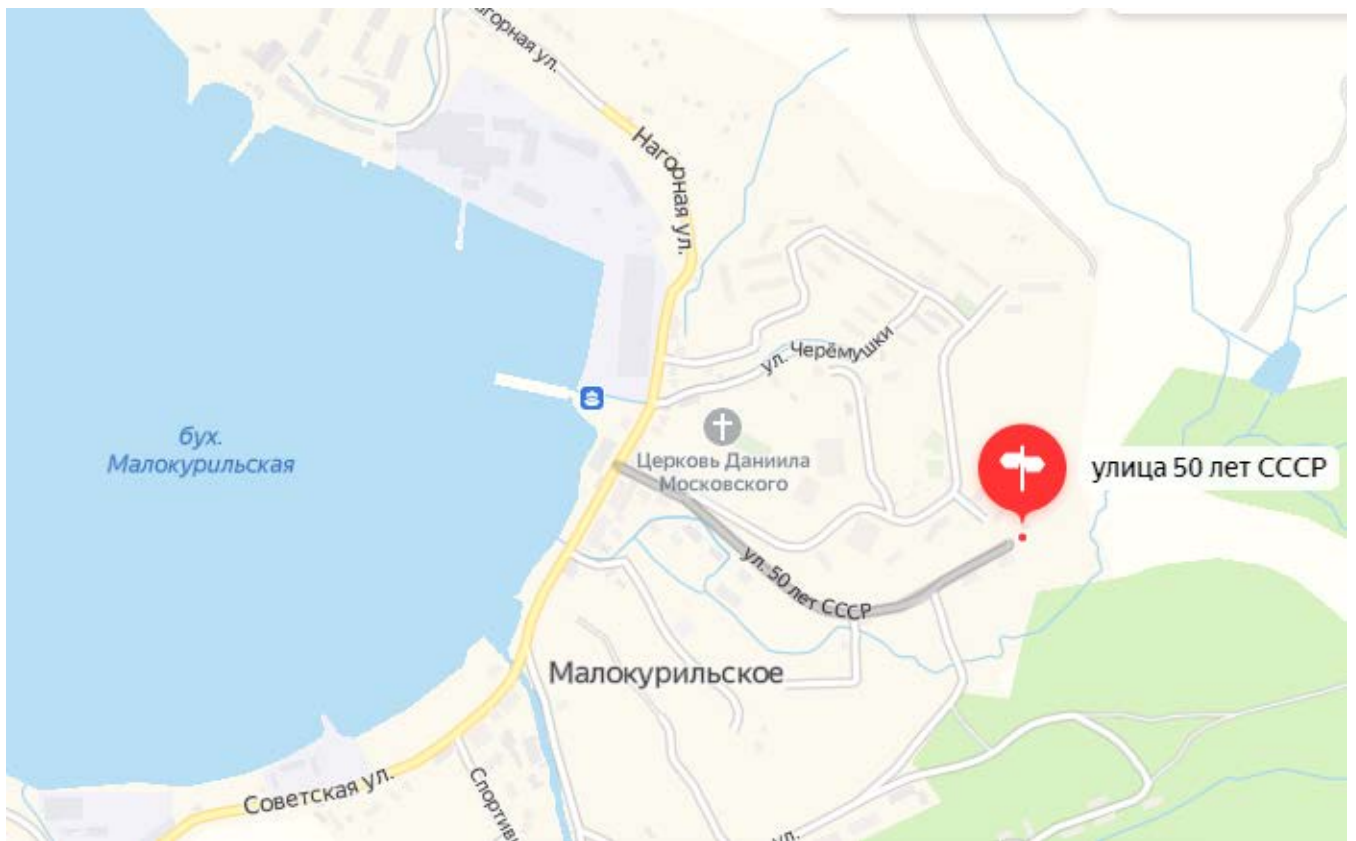 Нагорная ул.
Нагорная ул.
ул. Черёмушки
бух.
Малокурильская
Церковь Даниила
Московского
улица 50 лет СССР
ул. 50 лет СССР
Малокурильское
Советская ул.
ул.